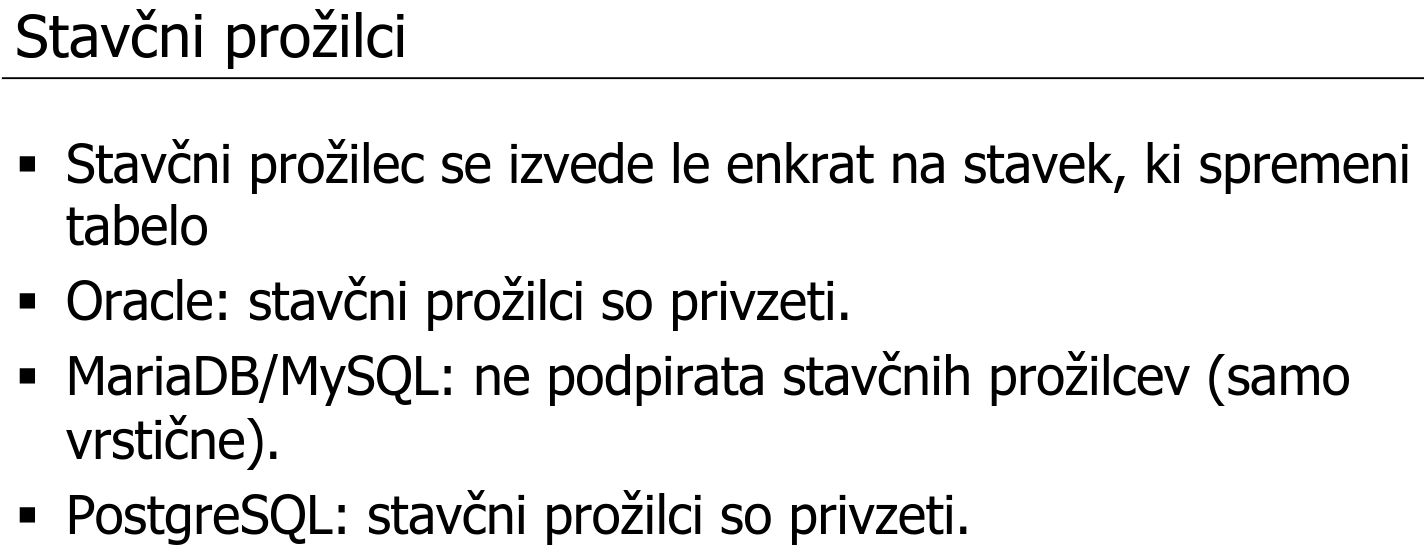 Stavčni prožilci
▪ Stavčni prožilec se izvede le enkrat na stavek, ki spremeni
tabelo
▪ Oracle: stavčni prožilci so privzeti.
▪ MariaDB/MySQL: ne podpirata stavčnih prožilcev (samo
vrstične).
▪ PostgreSQL: stavčni prožilci so privzeti.